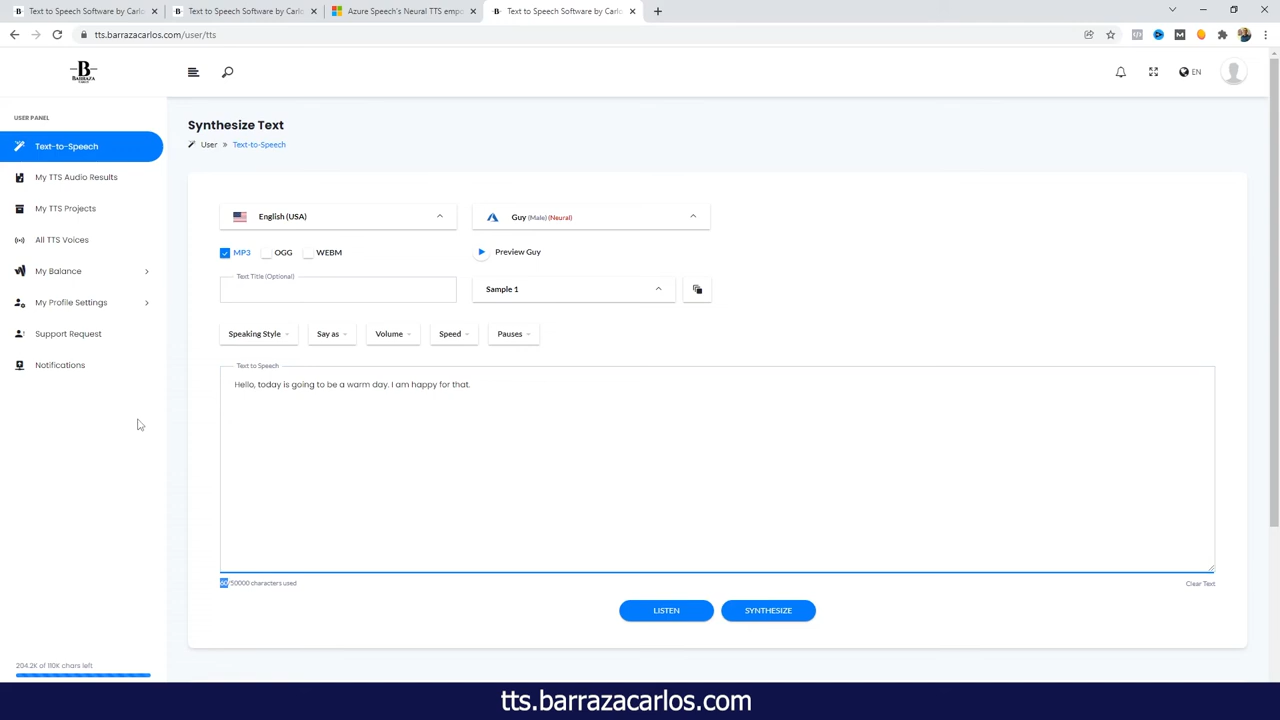 Text to Speech Software by Carlo
Text to Speech Software by Carlo
Azure Speech's Neural TTS empo
Text to Speech Software by Carlo
tts.barrazacarlos.com/user/tts
B
BARRAZA
CARLOS
EN
USER PANEL
Text-to-Speech
My TTS Audio Results
My TTS Projects
All TTS Voices
My Balance
My Profile Settings
Support Request
Notifications
204.2K of 110K chars left
Synthesize Text
User » Text-to-Speech
English (USA)
Guy (Male) (Neural)
MP3 OGG WEBM
Preview Guy
Text Title (Optional)
Sample 1
Speaking Style
Say as
Volume
Speed
Pauses
Text to Speech
Hello, today is going to be a warm day. I am happy for that.
60/50000 characters used
Clear Text
LISTEN
SYNTHESIZE
tts.barrazacarlos.com